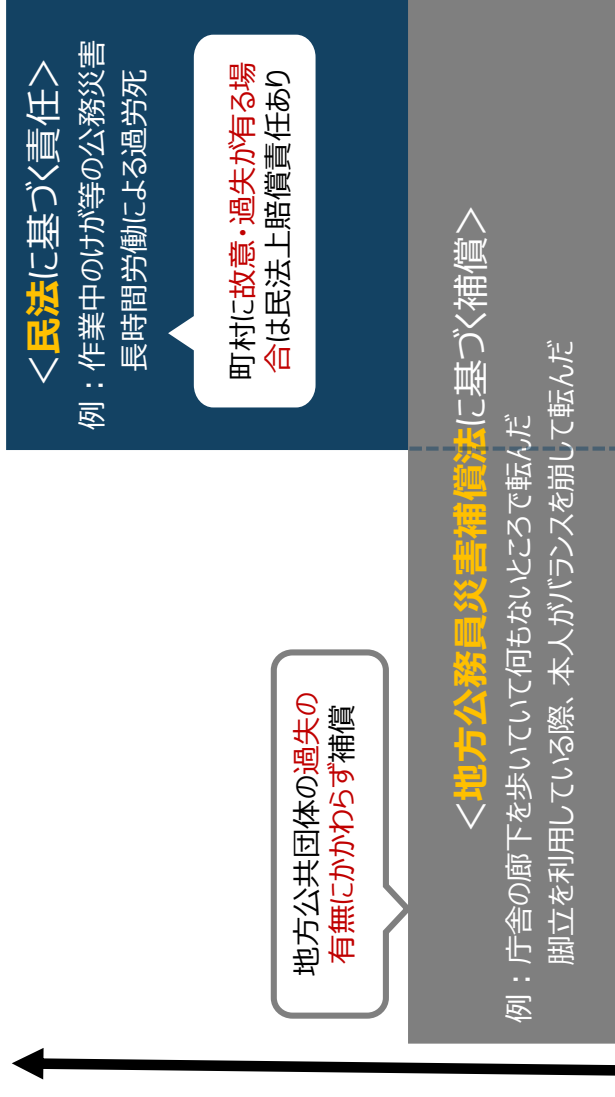 ＜民法に基づく責任＞
例：作業中のけが等の公務災害
長時間労働による過労死
町村に故意・過失が有る場
合は民法上賠償責任あり
地方公共団体の過失の
有無にかかわらず補償
＜地方公務員災害補償法に基づく補償＞
例：庁舎の廊下を歩いていて何もないところで転んだ
脚立を利用している際、本人がバランスを崩して転んだ